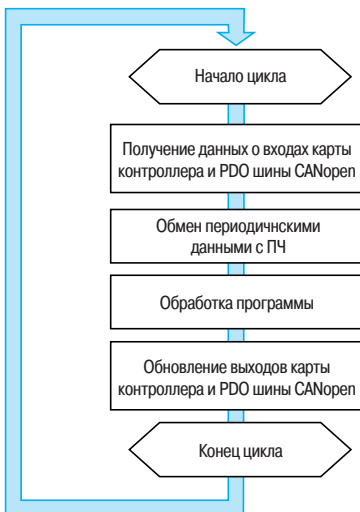 Начало цикла
Получение данных о входах карты
контроллера и PDO шины CANopen
Обмен периодичнскими
данными с ПЧ
Обработка программы
Обновление выходов карты
контроллера и PDO шины CANopen
Конец цикла